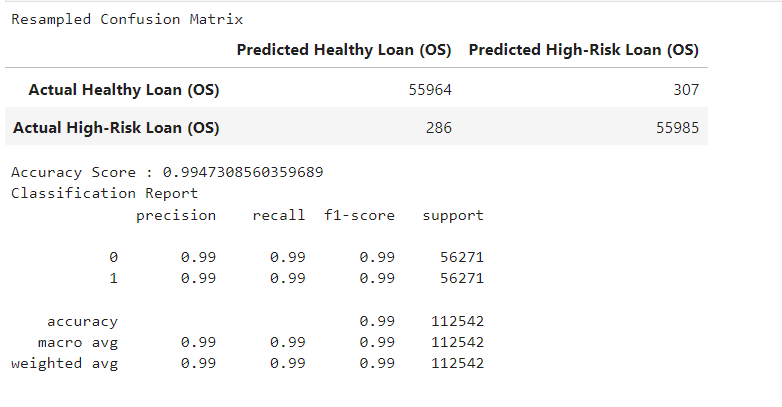 Resampled Confusion Matrix
Predicted Healthy Loan (OS) Predicted High-Risk Loan (OS)
Actual Healthy Loan (OS) 55964 307
Actual High-Risk Loan (OS) 286 55985
Accuracy Score : 0.9947308560359689
Classification Report
precision recall f1-score support
0 0.99 0.99 0.99 56271
1 0.99 0.99 0.99 56271
accuracy 0.99 112542
macro avg 0.99 0.99 0.99 112542
weighted avg 0.99 0.99 0.99 112542